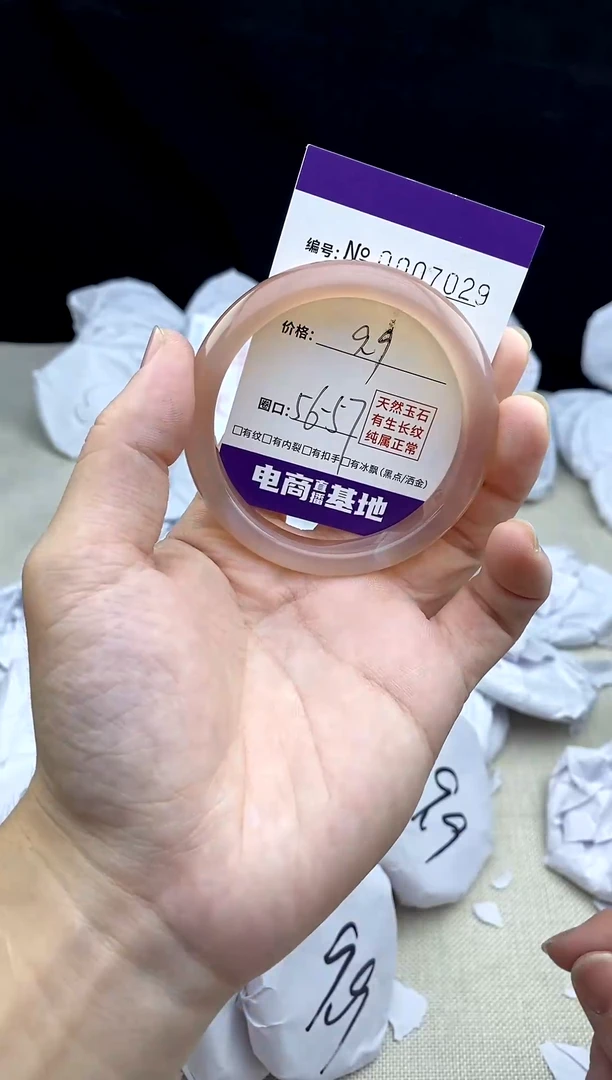 编号: № 0007029
价格: 29
圈口: 56-57
天然玉石
有生长纹
纯属正常
□有纹□有内裂□有扣手□有冰飘(黑点/洒金)
电商直播基地
29
99